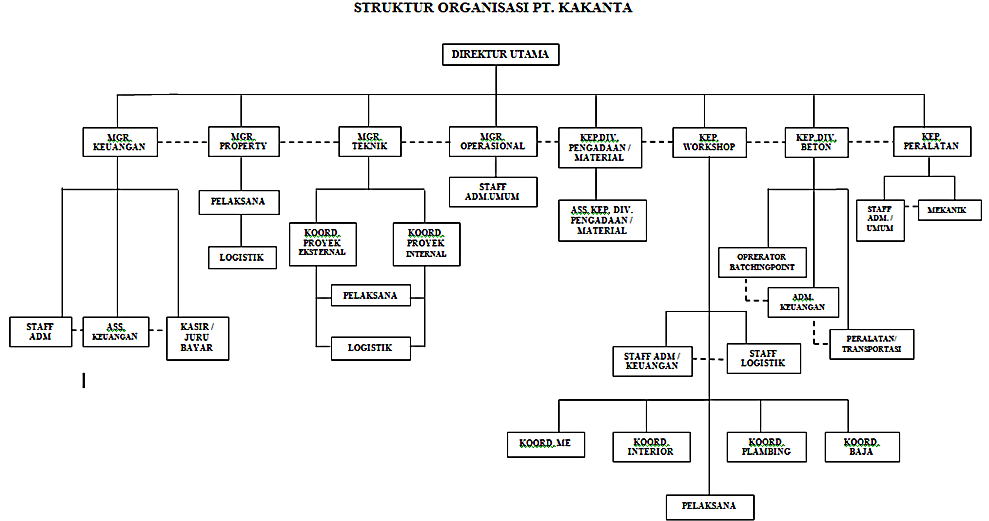 STRUKTUR ORGANISASI PT. KAKANTA
DIREKTUR UTAMA
MGR.
KEUANGAN
MGR.
PROPERTY
MGR.
TEKNIK
MGR.
OPERASIONAL
KEP.DIV.
PENGADAAN /
MATERIAL
KEP.
WORKSHOP
KEP. DIV.
BETON
KEP.
PERALATAN
STAFF
ADM.UMUM
PELAKSANA
LOGISTIK
KOORD.
PROYEK
EKSTERNAL
KOORD.
PROYEK
INTERNAL
PELAKSANA
LOGISTIK
ASS. KEP. DIV.
PENGADAAN /
MATERIAL
STAFF
ADM. /
UMUM
MEKANIK
OPRERATOR
BATCHINGPOINT
ADM.
KEUANGAN
PERALATAN/
TRANSPORTASI
STAFF
ADM
ASS.
KEUANGAN
KASIR /
JURU
BAYAR
STAFF ADM /
KEUANGAN
STAFF
LOGISTIK
KOORD. ME
KOORD.
INTERIOR
KOORD.
PLAMBING
KOORD.
BAJA
PELAKSANA